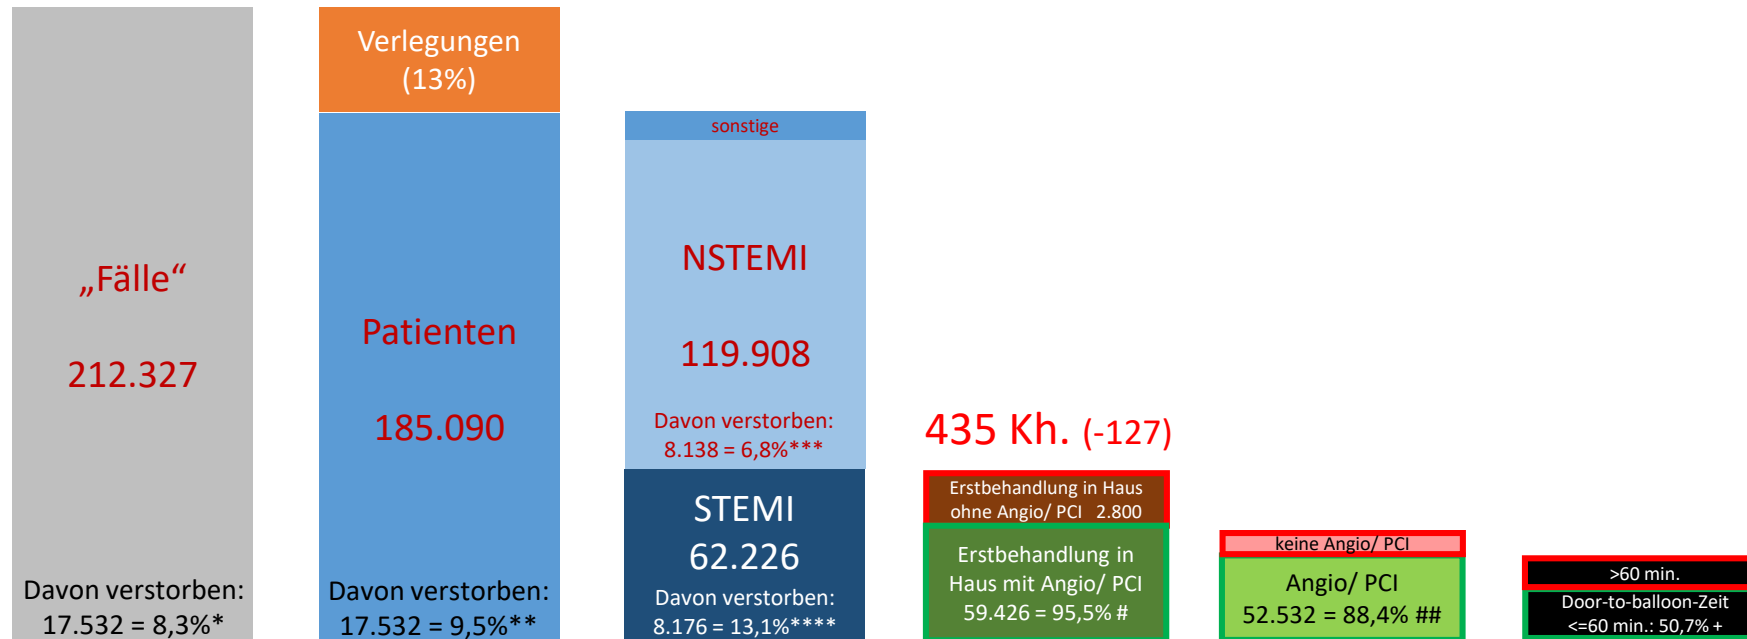 „Fälle“
212.327
Davon verstorben:
17.532 = 8,3%*
Verlegungen
(13%)
Patienten
185.090
Davon verstorben:
17.532 = 9,5%**
sonstige
NSTEMI
119.908
Davon verstorben:
8.138 = 6,8%***
STEMI
62.226
Davon verstorben:
8.176 = 13,1%****
435 Kh. (-127)
Erstbehandlung in Haus
ohne Angio/ PCI 2.800
Erstbehandlung in
Haus mit Angio/ PCI
59.426 = 95,5% #
keine Angio/ PCI
Angio/ PCI
52.532 = 88,4% ##
>60 min.
Door-to-balloon-Zeit
<=60 min.: 50,7% +